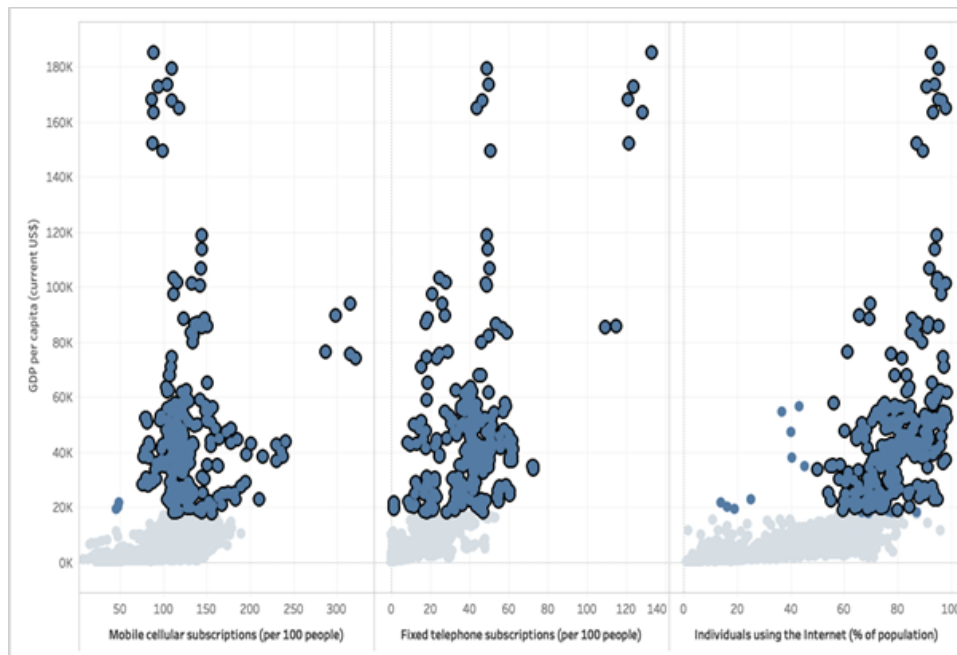 180K
160K
140K
120K
100K
80K
60K
40K
20K
0K
GDP per capita (current US$)
50 100 150 200 250 300
0 20 40 60 80 100 120 140
0 20 40 60 80 100
Mobile cellular subscriptions (per 100 people)
Fixed telephone subscriptions (per 100 people)
Individuals using the Internet (% of population)